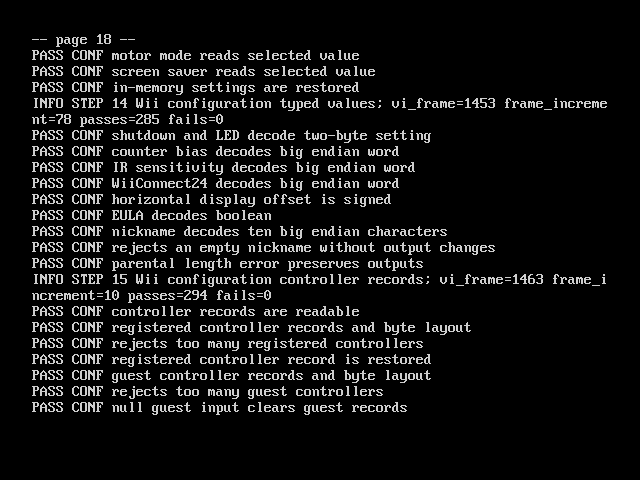 -- page 18 --
PASS CONF motor mode reads selected value
PASS CONF screen saver reads selected value
PASS CONF in-memory settings are restored
INFO STEP 14 Wii configuration typed values; vi_frame=1453 frame_increme
nt=78 passes=285 fails=0
PASS CONF shutdown and LED decode two-byte setting
PASS CONF counter bias decodes big endian word
PASS CONF IR sensitivity decodes big endian word
PASS CONF WiiConnect24 decodes big endian word
PASS CONF horizontal display offset is signed
PASS CONF EULA decodes boolean
PASS CONF nickname decodes ten big endian characters
PASS CONF rejects an empty nickname without output changes
PASS CONF parental length error preserves outputs
INFO STEP 15 Wii configuration controller records; vi_frame=1463 frame_i
ncrement=10 passes=294 fails=0
PASS CONF controller records are readable
PASS CONF registered controller records and byte layout
PASS CONF rejects too many registered controllers
PASS CONF registered controller record is restored
PASS CONF guest controller records and byte layout
PASS CONF rejects too many guest controllers
PASS CONF null guest input clears guest records